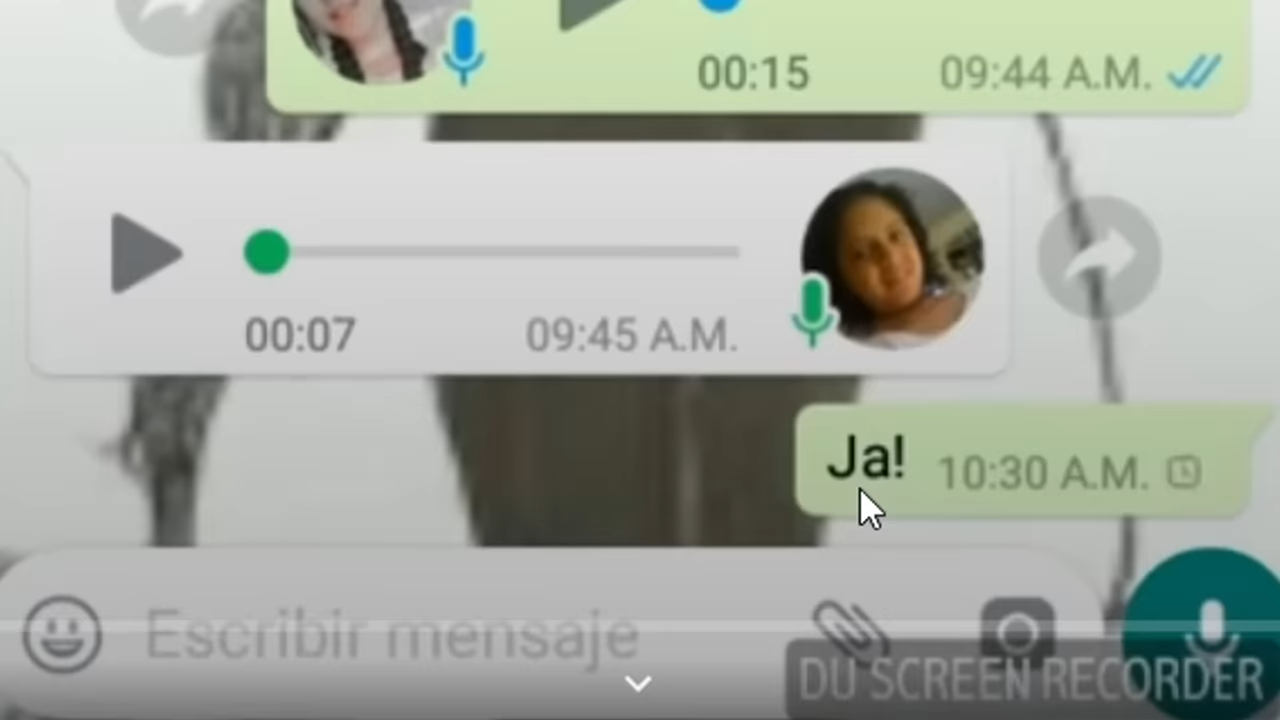 00:15 09:44 A.M.
00:07 09:45 A.M.
Ja! 10:30 A.M.
Escribir mensaje
DU SCREEN RECORDER